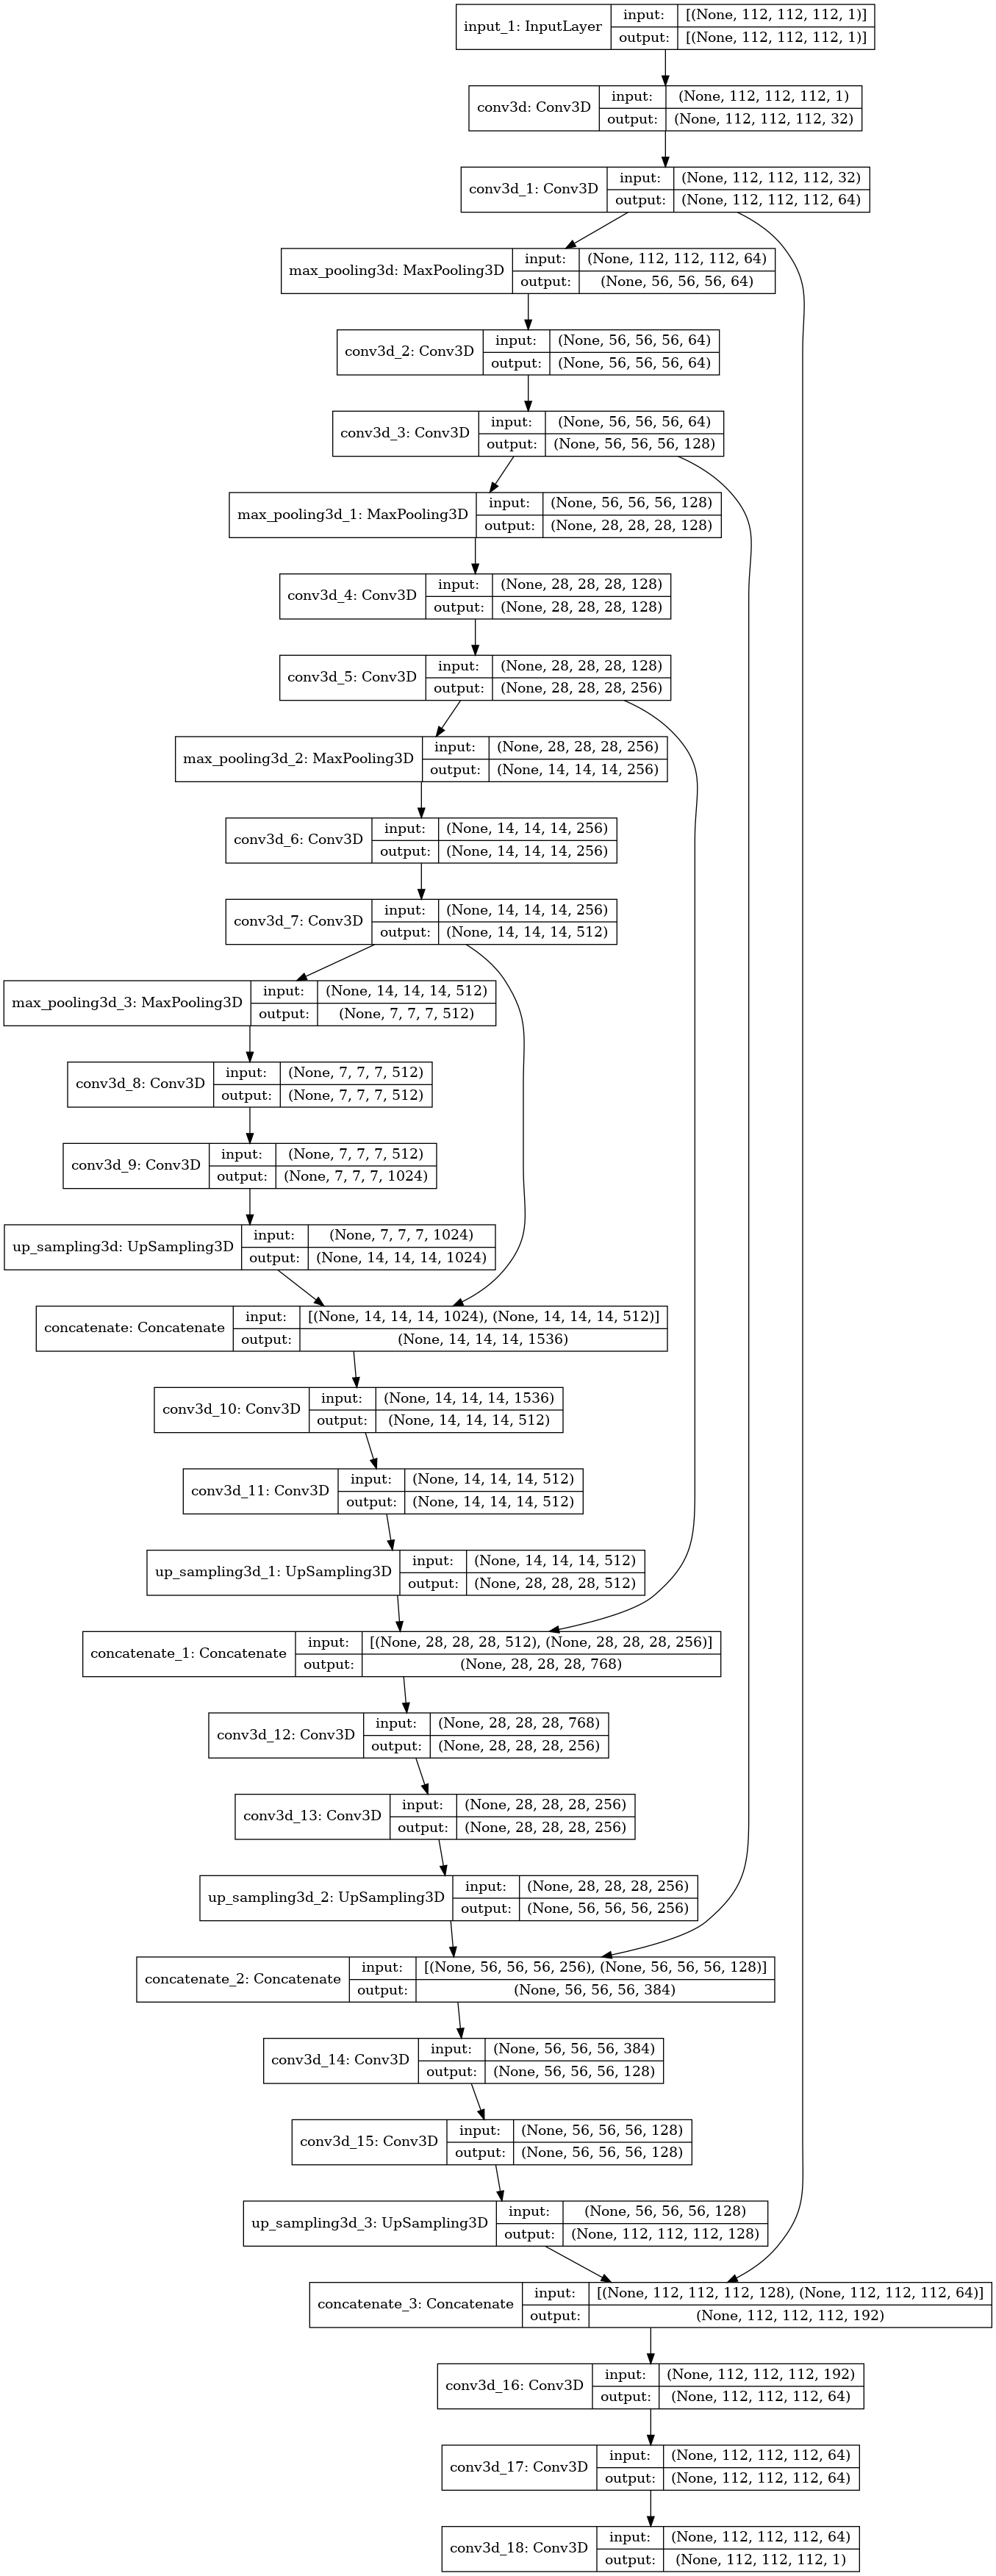 input_1: InputLayer
input: [(None, 112, 112, 112, 1)]
output: [(None, 112, 112, 112, 1)]
conv3d: Conv3D
input: (None, 112, 112, 112, 1)
output: (None, 112, 112, 112, 32)
conv3d_1: Conv3D
input: (None, 112, 112, 112, 32)
output: (None, 112, 112, 112, 64)
max_pooling3d: MaxPooling3D
input: (None, 112, 112, 112, 64)
output: (None, 56, 56, 56, 64)
conv3d_2: Conv3D
input: (None, 56, 56, 56, 64)
output: (None, 56, 56, 56, 64)
conv3d_3: Conv3D
input: (None, 56, 56, 56, 64)
output: (None, 56, 56, 56, 128)
max_pooling3d_1: MaxPooling3D
input: (None, 56, 56, 56, 128)
output: (None, 28, 28, 28, 128)
conv3d_4: Conv3D
input: (None, 28, 28, 28, 128)
output: (None, 28, 28, 28, 128)
conv3d_5: Conv3D
input: (None, 28, 28, 28, 128)
output: (None, 28, 28, 28, 256)
max_pooling3d_2: MaxPooling3D
input: (None, 28, 28, 28, 256)
output: (None, 14, 14, 14, 256)
conv3d_6: Conv3D
input: (None, 14, 14, 14, 256)
output: (None, 14, 14, 14, 256)
conv3d_7: Conv3D
input: (None, 14, 14, 14, 256)
output: (None, 14, 14, 14, 512)
max_pooling3d_3: MaxPooling3D
input: (None, 14, 14, 14, 512)
output: (None, 7, 7, 7, 512)
conv3d_8: Conv3D
input: (None, 7, 7, 7, 512)
output: (None, 7, 7, 7, 512)
conv3d_9: Conv3D
input: (None, 7, 7, 7, 512)
output: (None, 7, 7, 7, 1024)
up_sampling3d: UpSampling3D
input: (None, 7, 7, 7, 1024)
output: (None, 14, 14, 14, 1024)
concatenate: Concatenate
input: [(None, 14, 14, 14, 1024), (None, 14, 14, 14, 512)]
output: (None, 14, 14, 14, 1536)
conv3d_10: Conv3D
input: (None, 14, 14, 14, 1536)
output: (None, 14, 14, 14, 512)
conv3d_11: Conv3D
input: (None, 14, 14, 14, 512)
output: (None, 14, 14, 14, 512)
up_sampling3d_1: UpSampling3D
input: (None, 14, 14, 14, 512)
output: (None, 28, 28, 28, 512)
concatenate_1: Concatenate
input: [(None, 28, 28, 28, 512), (None, 28, 28, 28, 256)]
output: (None, 28, 28, 28, 768)
conv3d_12: Conv3D
input: (None, 28, 28, 28, 768)
output: (None, 28, 28, 28, 256)
conv3d_13: Conv3D
input: (None, 28, 28, 28, 256)
output: (None, 28, 28, 28, 256)
up_sampling3d_2: UpSampling3D
input: (None, 28, 28, 28, 256)
output: (None, 56, 56, 56, 256)
concatenate_2: Concatenate
input: [(None, 56, 56, 56, 256), (None, 56, 56, 56, 128)]
output: (None, 56, 56, 56, 384)
conv3d_14: Conv3D
input: (None, 56, 56, 56, 384)
output: (None, 56, 56, 56, 128)
conv3d_15: Conv3D
input: (None, 56, 56, 56, 128)
output: (None, 56, 56, 56, 128)
up_sampling3d_3: UpSampling3D
input: (None, 56, 56, 56, 128)
output: (None, 112, 112, 112, 128)
concatenate_3: Concatenate
input: [(None, 112, 112, 112, 128), (None, 112, 112, 112, 64)]
output: (None, 112, 112, 112, 192)
conv3d_16: Conv3D
input: (None, 112, 112, 112, 192)
output: (None, 112, 112, 112, 64)
conv3d_17: Conv3D
input: (None, 112, 112, 112, 64)
output: (None, 112, 112, 112, 64)
conv3d_18: Conv3D
input: (None, 112, 112, 112, 64)
output: (None, 112, 112, 112, 1)